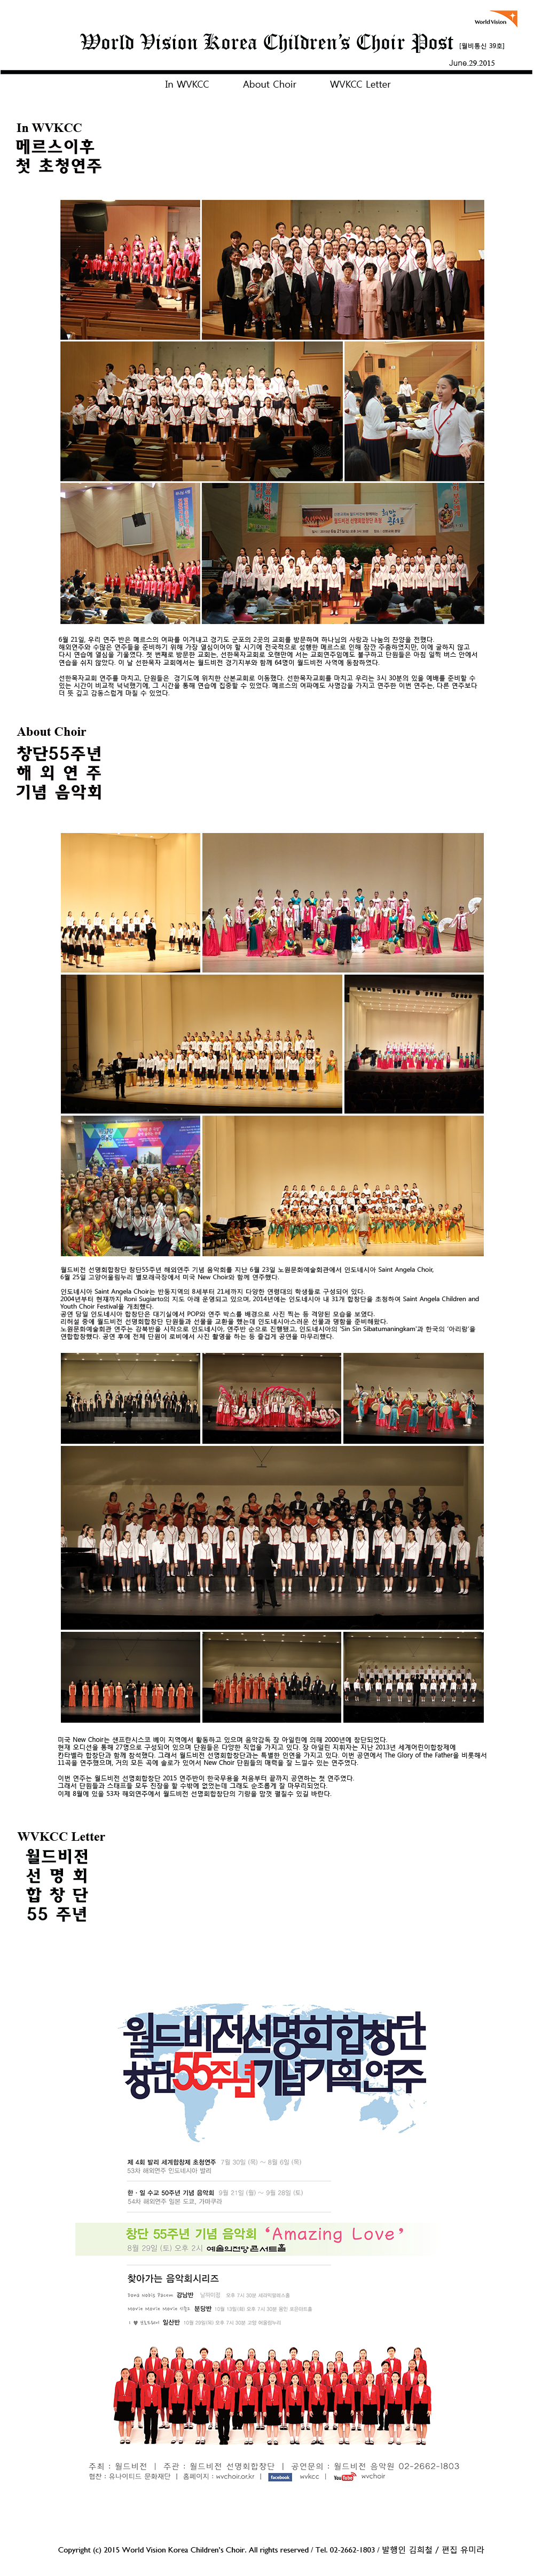 World Vision
World Vision Korea Children's Choir Post [월비통신 39호]
June.29.2015
In WVKCC About Choir WVKCC Letter
In WVKCC
메르스이후
첫 초청연주
6월 21일, 우리 연주 반은 메르스의 여파를 이겨내고 경기도 군포의 2곳의 교회를 방문하며 하나님의 사랑과 나눔의 찬양을 전했다.
해외연주와 수많은 연주들을 준비하기 위해 가장 열심이어야 할 시기에 전국적으로 성행한 메르스로 인해 잠깐 주춤하였지만, 이에 굴하지 않고
다시 연습에 열심을 기울였다. 첫 번째로 방문한 교회는, 선한목자교회로 오랜만에 서는 교회연주임에도 불구하고 단원들은 아침 일찍 버스 안에서
연습을 쉬지 않았다. 이 날 선한목자 교회에서는 월드비전 경기지부와 함께 64명이 월드비전 사역에 동참하였다.
선한목자교회 연주를 마치고, 단원들은 경기도에 위치한 산본교회로 이동했다. 선한목자교회를 마치고 우리는 3시 30분의 있을 예배를 준비할 수
있는 시간이 비교적 넉넉했기에, 그 시간을 통해 연습에 집중할 수 있었다. 메르스의 여파에도 사명감을 가지고 연주한 이번 연주는, 다른 연주보다
더 뜻 깊고 감동스럽게 마칠 수 있었다.
About Choir
창단55주년
해 외 연 주
기념 음악회
월드비전 선명회합창단 창단55주년 해외연주 기념 음악회를 지난 6월 23일 노원문화예술회관에서 인도네시아 Saint Angela Choir,
6월 25일 고양어울림누리 별모래극장에서 미국 New Choir와 함께 연주했다.
인도네시아 Saint Angela Choir는 반둥지역의 8세부터 21세까지 다양한 연령대의 학생들로 구성되어 있다.
2004년부터 현재까지 Roni Sugiarto의 지도 아래 운영되고 있으며, 2014년에는 인도네시아 내 31개 합창단을 초청하여 Saint Angela Children and
Youth Choir Festival을 개최했다.
공연 당일 인도네시아 합창단은 대기실에서 POP와 연주 박스를 배경으로 사진 찍는 등 격양된 모습을 보였다.
리허설 중에 월드비전 선명회합창단 단원들과 선물을 교환을 했는데 인도네시아스러운 선물과 명함을 준비해왔다.
노원문화예술회관 연주는 강북반을 시작으로 인도네시아, 연주반 순으로 진행됐고, 인도네시아의 'Sin Sin Sibatumaningkam'과 한국의 '아리랑'을
연합합창했다. 공연 후에 전체 단원이 로비에서 사진 촬영을 하는 등 즐겁게 공연을 마무리했다.
미국 New Choir는 샌프란시스코 베이 지역에서 활동하고 있으며 음악감독 장 아일린에 의해 2000년에 창단되었다.
현재 오디션을 통해 27명으로 구성되어 있으며 단원들은 다양한 직업을 가지고 있다. 장 아일린 지휘자는 지난 2013년 세계어린이합창제에
칸타벨라 합창단과 함께 참석했다. 그래서 월드비전 선명회합창단과는 특별한 인연을 가지고 있다. 이번 공연에서 The Glory of the Father을 비롯해서
11곡을 연주했으며, 거의 모든 곡에 솔로가 있어서 New Choir 단원들의 매력을 잘 느낄수 있는 연주였다.
이번 연주는 월드비전 선명회합창단 2015 연주반이 한국무용을 처음부터 끝까지 공연하는 첫 연주였다.
그래서 단원들과 스태프들 모두 긴장을 할 수밖에 없었는데 그래도 순조롭게 잘 마무리되었다.
이제 8월에 있을 53차 해외연주에서 월드비전 선명회합창단의 기량을 맘껏 펼칠수 있길 바란다.
WVKCC Letter
월드비전
선 명 회
합 창 단
55 주년
월드비전선명회합창단
창단55주년기념기획연주
제 4회 발리 세계합창제 초청연주 7월 30일 (목) ~ 8월 6일 (목)
53차 해외연주 인도네시아 발리
한 · 일 수교 50주년 기념 음악회 9월 21일 (월) ~ 9월 28일 (토)
54차 해외연주 일본 도쿄, 가마쿠라
창단 55주년 기념 음악회 'Amazing Love'
8월 29일 (토) 오후 2시 예술의전당 콘서트홀
찾아가는 음악회시리즈
Dona Nobis Pacem 강남반
분당반
일산반
주최 : 월드비전 | 주관 : 월드비전 선명회합창단 | 공연문의 : 월드비전 음악원 02-2662-1803
협찬 : 유나이티드 문화재단 | 홈페이지 : wvchoir.or.kr | facebook wvkcc | YouTube wvchoir
Copyright (c) 2015 World Vision Korea Children's Choir. All rights reserved / Tel. 02-2662-1803 / 발행인 김희철 / 편집 유미라